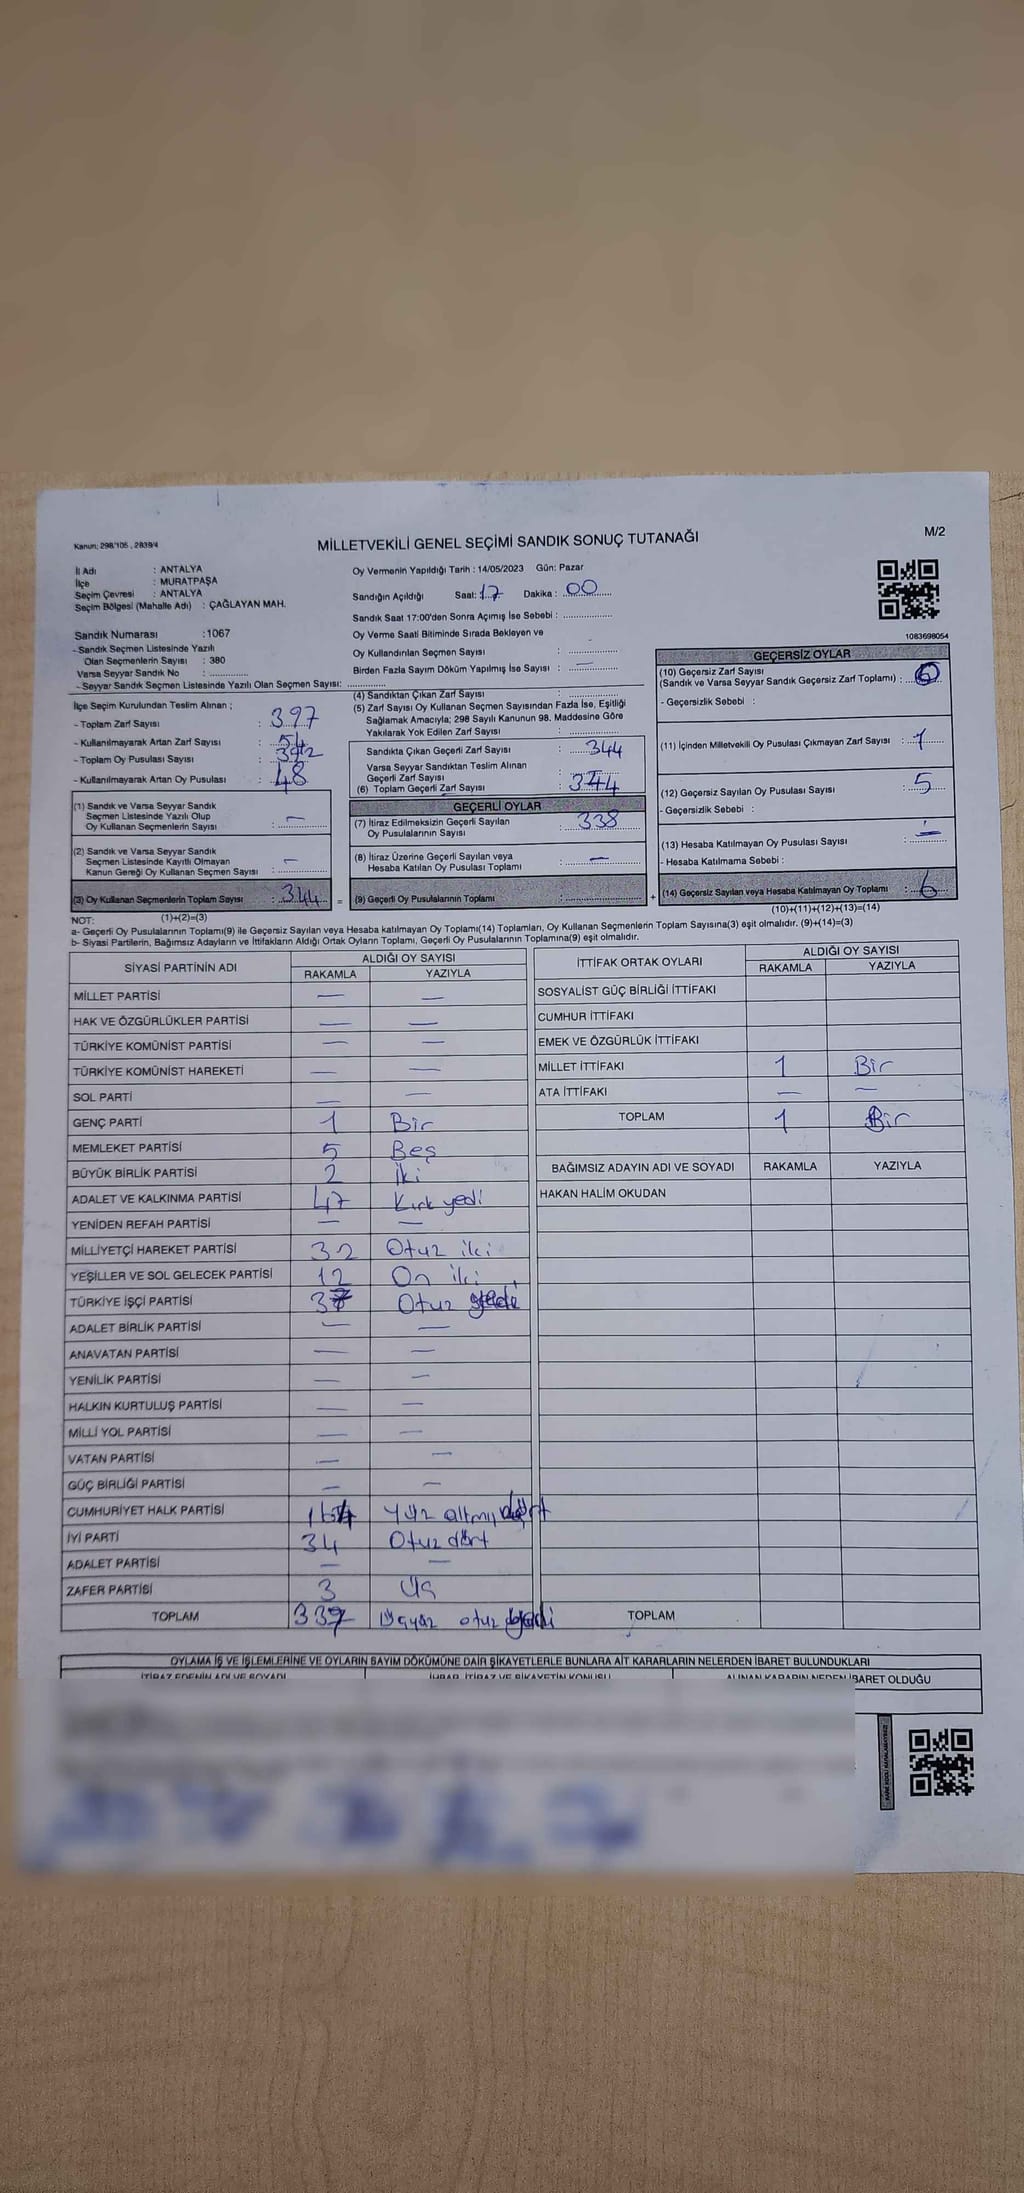 Kanun: 298/105 , 2839/4
MİLLETVEKİLİ GENEL SEÇİMİ SANDIK SONUÇ TUTANAĞI
M/2
İl Adı : ANTALYA
İlçe : MURATPAŞA
Seçim Çevresi : ANTALYA
Seçim Bölgesi (Mahalle Adı) : ÇAĞLAYAN MAH.
Sandık Numarası :1067
- Sandık Seçmen Listesinde Yazılı
Olan Seçmenlerin Sayısı : 380
Varsa Seyyar Sandık No :
- Seyyar Sandık Seçmen Listesinde Yazılı Olan Seçmen Sayısı:
Oy Vermenin Yapıldığı Tarih : 14/05/2023 Gün: Pazar
Sandığın Açıldığı Saat: 17 Dakika : 00
Sandık Saat 17:00'den Sonra Açımış İse Sebebi :
Oy Verme Saati Bitiminde Sırada Bekleyen ve
Oy Kullandırılan Seçmen Sayısı :
Birden Fazla Sayım Döküm Yapılmış İse Sayısı : —
1083698054
İlçe Seçim Kurulundan Teslim Alınan ;
- Toplam Zarf Sayısı : 397
- Kullanılmayarak Artan Zarf Sayısı : 54
- Toplam Oy Pusulası Sayısı : 392
- Kullanılmayarak Artan Oy Pusulası : 48
(1) Sandık ve Varsa Seyyar Sandık
Seçmen Listesinde Yazılı Olup
Oy Kullanan Seçmenlerin Sayısı : —
(2) Sandık ve Varsa Seyyar Sandık
Seçmen Listesinde Kayıtlı Olmayan
Kanun Gereği Oy Kullanan Seçmen Sayısı : —
(3) Oy Kullanan Seçmenlerin Toplam Sayısı : 344 =
(1)+(2)=(3)
(4) Sandıktan Çıkan Zarf Sayısı :
(5) Zarf Sayısı Oy Kullanan Seçmen Sayısından Fazla İse, Eşitliği
Sağlamak Amacıyla; 298 Sayılı Kanunun 98. Maddesine Göre
Yakılarak Yok Edilen Zarf Sayısı :
Sandıkta Çıkan Geçerli Zarf Sayısı : 344
Varsa Seyyar Sandıktan Teslim Alınan
Geçerli Zarf Sayısı :
(6) Toplam Geçerli Zarf Sayısı : 344
GEÇERLİ OYLAR
(7) İtiraz Edilmeksizin Geçerli Sayılan
Oy Pusulalarının Sayısı : 338
(8) İtiraz Üzerine Geçerli Sayılan veya
Hesaba Katılan Oy Pusulası Toplamı : —
(9) Geçerli Oy Pusulalarının Toplamı : +
GEÇERSİZ OYLAR
(10) Geçersiz Zarf Sayısı
(Sandık ve Varsa Seyyar Sandık Geçersiz Zarf Toplamı) :
- Geçersizlik Sebebi :
(11) İçinden Milletvekili Oy Pusulası Çıkmayan Zarf Sayısı : 1
(12) Geçersiz Sayılan Oy Pusulası Sayısı : 5
- Geçersizlik Sebebi :
(13) Hesaba Katılmayan Oy Pusulası Sayısı : —
- Hesaba Katılmama Sebebi :
(14) Geçersiz Sayılan veya Hesaba Katılmayan Oy Toplamı : 6
(10)+(11)+(12)+(13)=(14)
NOT:
a- Geçerli Oy Pusulalarının Toplamı(9) ile Geçersiz Sayılan veya Hesaba katılmayan Oy Toplamı(14) Toplamları, Oy Kullanan Seçmenlerin Toplam Sayısına(3) eşit olmalıdır. (9)+(14)=(3)
b- Siyasi Partilerin, Bağımsız Adayların ve İttifakların Aldığı Ortak Oyların Toplamı, Geçerli Oy Pusulalarının Toplamına(9) eşit olmalıdır.
SİYASİ PARTİNİN ADI ALDIĞI OY SAYISI
RAKAMLA YAZIYLA
MİLLET PARTİSİ — —
HAK VE ÖZGÜRLÜKLER PARTİSİ — —
TÜRKİYE KOMÜNİST PARTİSİ — —
TÜRKİYE KOMÜNİST HAREKETİ — —
SOL PARTİ — —
GENÇ PARTİ 1 Bir
MEMLEKET PARTİSİ 5 Beş
BÜYÜK BİRLİK PARTİSİ 2 İki
ADALET VE KALKINMA PARTİSİ 47 Kırk yedi
YENİDEN REFAH PARTİSİ — —
MİLLİYETÇİ HAREKET PARTİSİ 32 Otuz iki
YEŞİLLER VE SOL GELECEK PARTİSİ 12 On iki
TÜRKİYE İŞÇİ PARTİSİ 37 Otuz yedi
ADALET BİRLİK PARTİSİ — —
ANAVATAN PARTİSİ — —
YENİLİK PARTİSİ — —
HALKIN KURTULUŞ PARTİSİ — —
MİLLİ YOL PARTİSİ — —
VATAN PARTİSİ — —
GÜÇ BİRLİĞİ PARTİSİ — —
CUMHURİYET HALK PARTİSİ 164 Yüz altmış dört
İYİ PARTİ 34 Otuz dört
ADALET PARTİSİ — —
ZAFER PARTİSİ 3 Üç
TOPLAM 337 Üçyüz otuz yedi
İTTİFAK ORTAK OYLARI ALDIĞI OY SAYISI
RAKAMLA YAZIYLA
SOSYALİST GÜÇ BİRLİĞİ İTTİFAKI
CUMHUR İTTİFAKI
EMEK VE ÖZGÜRLÜK İTTİFAKI
MİLLET İTTİFAKI 1 Bir
ATA İTTİFAKI — —
TOPLAM 1 Bir
BAĞIMSIZ ADAYIN ADI VE SOYADI RAKAMLA YAZIYLA
HAKAN HALİM OKUDAN
TOPLAM
OYLAMA İŞ VE İŞLEMLERİNE VE OYLARIN SAYIM DÖKÜMÜNE DAİR ŞİKAYETLERLE BUNLARA AİT KARARLARIN NELERDEN İBARET BULUNDUKLARI
İTİRAZ EDENİN ADI VE SOYADI İHBAR, İTİRAZ VE ŞİKAYETİN KONUSU ALINAN KARARIN NEDEN İBARET OLDUĞU